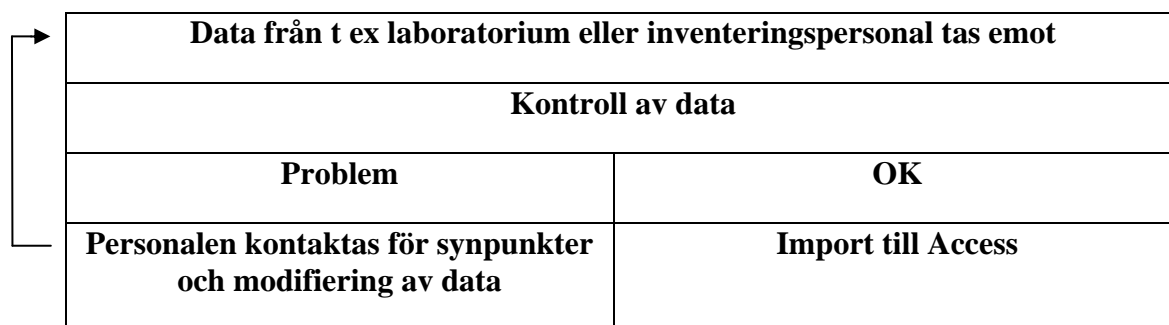 Data från t ex laboratorium eller inventeringspersonal tas emot
Kontroll av data
Problem
OK
Personalen kontaktas för synpunkter
och modifiering av data
Import till Access